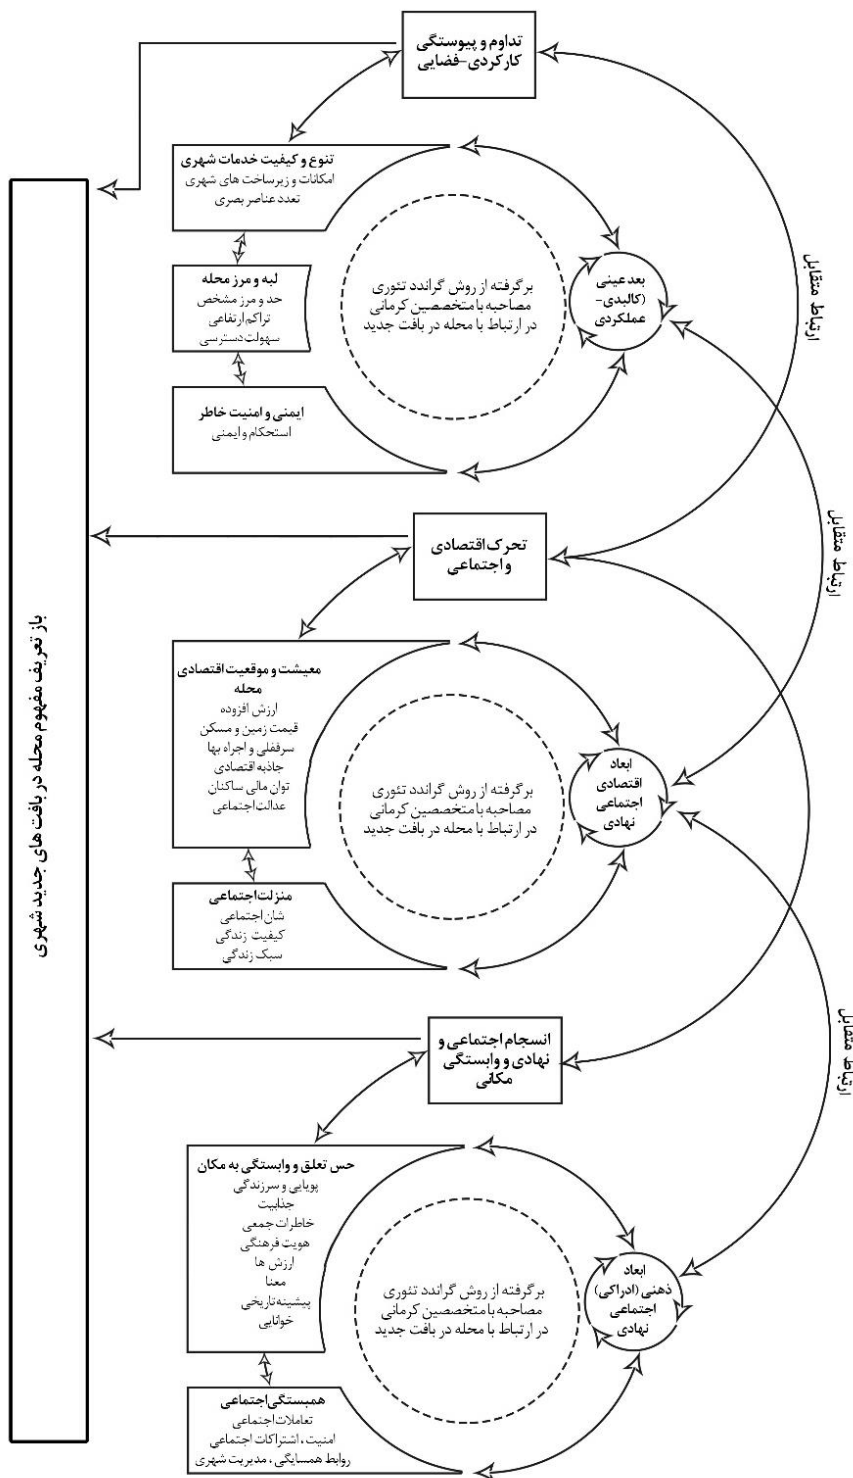 تداوم و پیوستگی
کارکردی-فضایی
تنوع و کیفیت خدمات شهری
امکانات و زیرساخت های شهری
تعدد عناصر بصری
لبه و مرز محله
حد و مرز مشخص
تراکم ارتفاعی
سهولت دسترسی
ایمنی و امنیت خاطر
استحکام و ایمنی
برگرفته از روش گراندد تئوری
مصاحبه با متخصصین کرمانی
در ارتباط با محله در بافت جدید
بعد عینی
(کالبدی-
عملکردی
ارتباط متقابل
ارتباط متقابل
تحرک اقتصادی
و اجتماعی
معیشت و موقعیت اقتصادی
محله
ارزش افزوده
قیمت زمین و مسکن
سرقفلی و اجراه بها
جاذبه اقتصادی
توان مالی ساکنان
عدالت اجتماعی
منزلت اجتماعی
شان اجتماعی
کیفیت زندگی
سبک زندگی
برگرفته از روش گراندد تئوری
مصاحبه با متخصصین کرمانی
در ارتباط با محله در بافت جدید
ابعاد
اقتصادی
اجتماعی
نهادی
ارتباط متقابل
انسجام اجتماعی و
نهادی و وابستگی
مکانی
حس تعلق و وابستگی به مکان
پویایی و سرزندگی
جذابیت
خاطرات جمعی
هویت فرهنگی
ارزش ها
معنا
پیشینه تاریخی
خوانایی
همبستگی اجتماعی
تعاملات اجتماعی
امنیت، اشتراکات اجتماعی
روابط همسایگی، مدیریت شهری
برگرفته از روش گراندد تئوری
مصاحبه با متخصصین کرمانی
در ارتباط با محله در بافت جدید
ابعاد
ذهنی (ادراکی)
اجتماعی
نهادی
باز تعریف مفهوم محله در بافت های جدید شهری